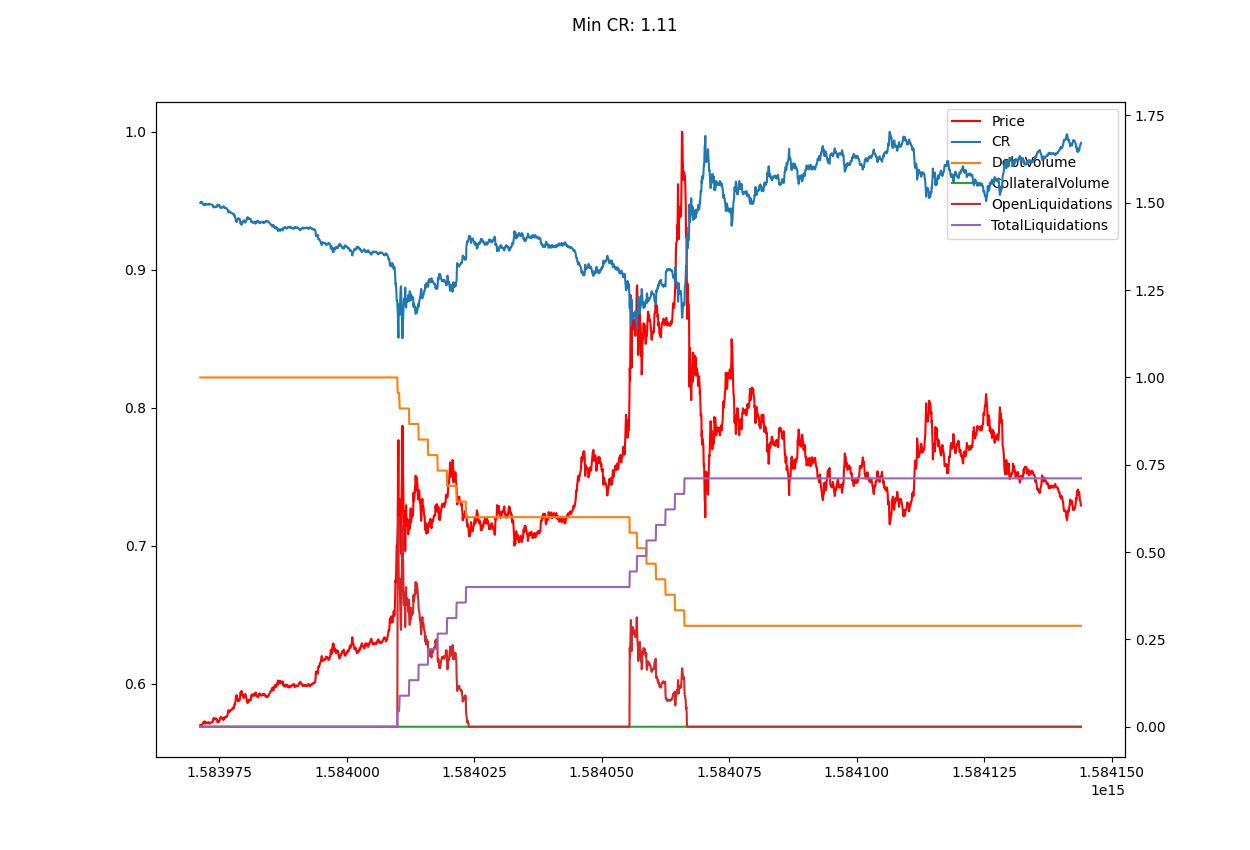 Min CR: 1.11
Price
CR
DebtVolume
CollateralVolume
OpenLiquidations
TotalLiquidations
1.0
0.9
0.8
0.7
0.6
1.75
1.50
1.25
1.00
0.75
0.50
0.25
0.00
1.583975 1.584000 1.584025 1.584050 1.584075 1.584100 1.584125 1.584150
1e15